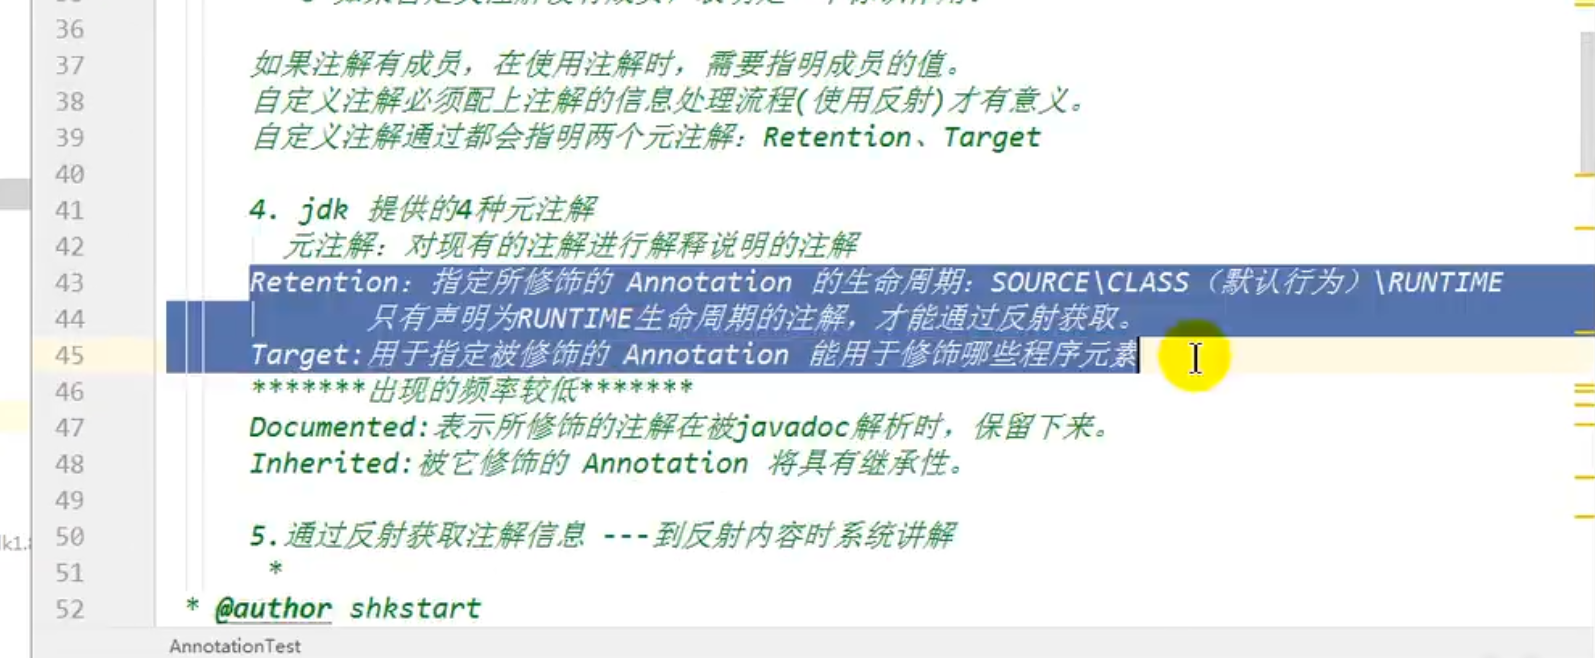 36
37 如果注解有成员，在使用注解时，需要指明成员的值。
38 自定义注解必须配上注解的信息处理流程(使用反射)才有意义。
39 自定义注解通过都会指明两个元注解：Retention、Target
40
41 4. jdk 提供的4种元注解
42 元注解：对现有的注解进行解释说明的注解
43 Retention：指定所修饰的 Annotation 的生命周期：SOURCE\CLASS（默认行为）\RUNTIME
44 只有声明为RUNTIME生命周期的注解，才能通过反射获取。
45 Target:用于指定被修饰的 Annotation 能用于修饰哪些程序元素
46 *******出现的频率较低*******
47 Documented:表示所修饰的注解在被javadoc解析时，保留下来。
48 Inherited:被它修饰的 Annotation 将具有继承性。
49
50 5.通过反射获取注解信息 ---到反射内容时系统讲解
51 *
52 * @author shkstart
AnnotationTest